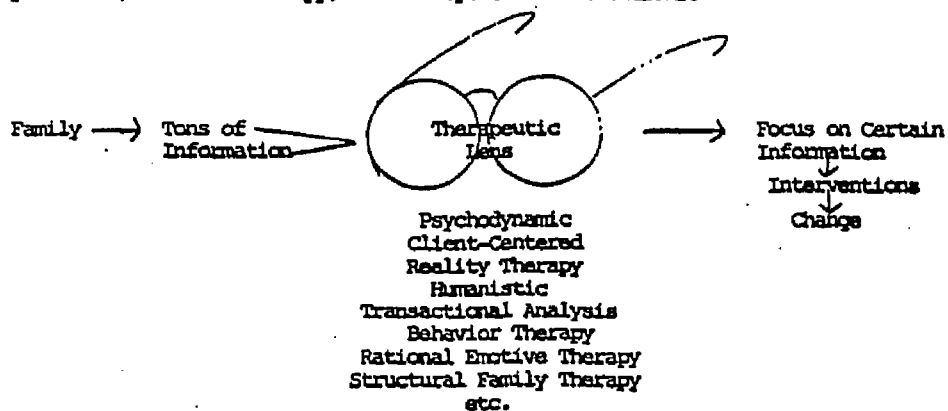 Family
Tons of
Information
Therapeutic
Lens
Focus on Certain
Information
Interventions
Change
Psychodynamic
Client-Centered
Reality Therapy
Humanistic
Transactional Analysis
Behavior Therapy
Rational Emotive Therapy
Structural Family Therapy
etc.